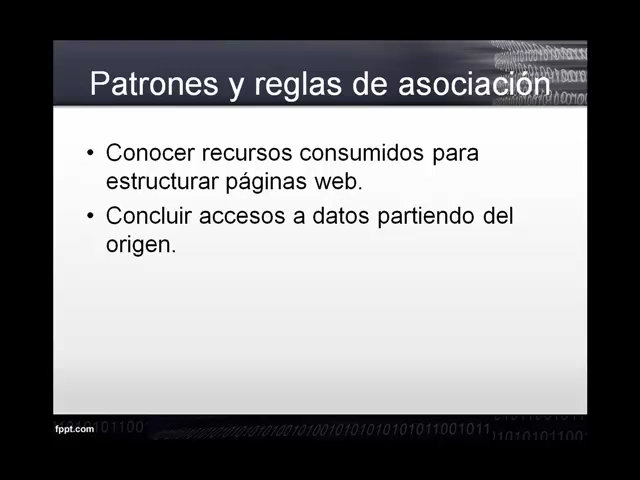 Patrones y reglas de asociación
• Conocer recursos consumidos para
estructurar páginas web.
• Concluir accesos a datos partiendo del
origen.
fppt.com